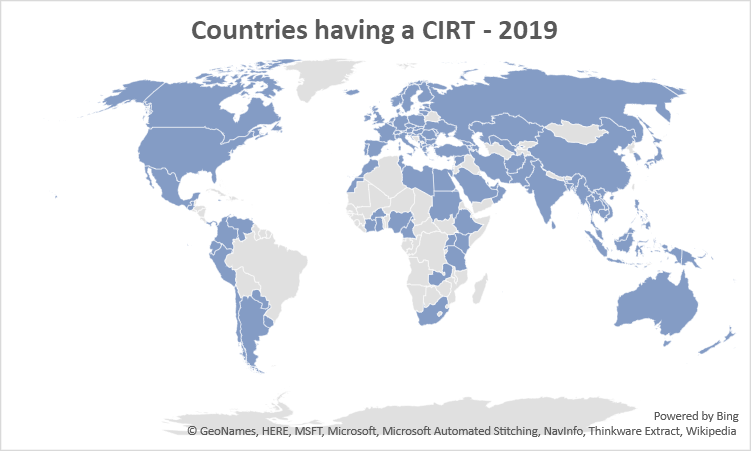 Countries having a CIRT - 2019
Powered by Bing
© GeoNames, HERE, MSFT, Microsoft, Microsoft Automated Stitching, NavInfo, Thinkware Extract, Wikipedia